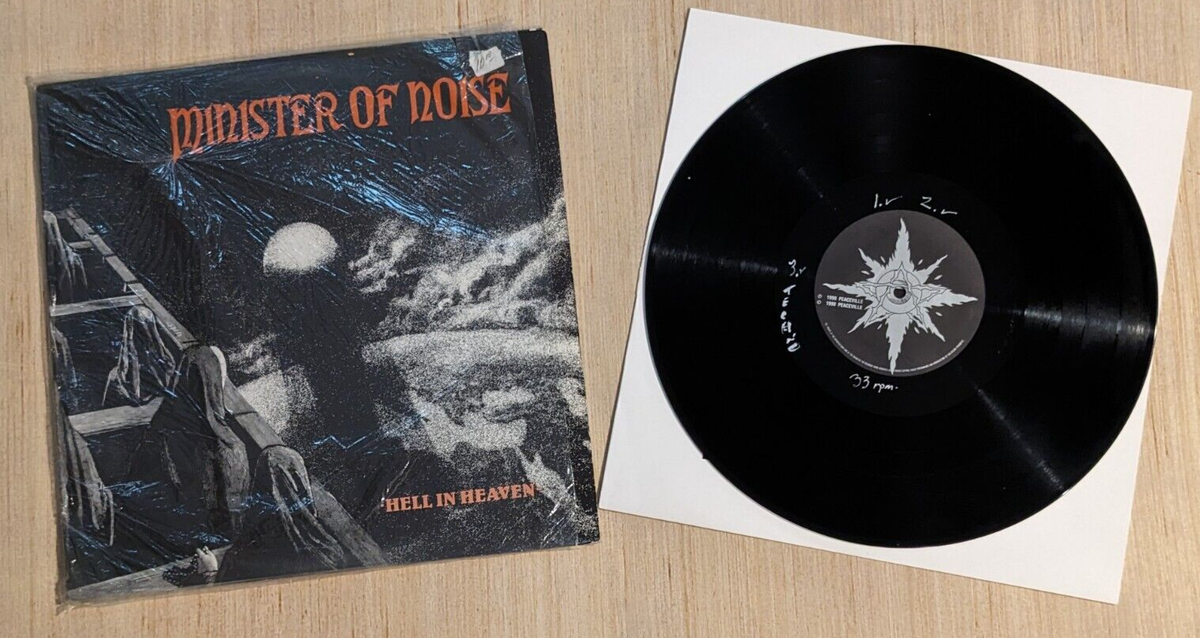 MINISTER OF NOISE
HELL IN HEAVEN
1. 2.
3.
TECHNO
33 rpm.
℗ 1990 PEACEVILLE
© 1990 PEACEVILLE